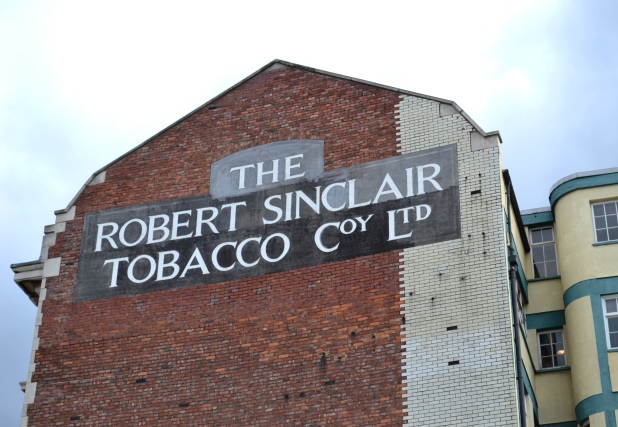 THE
ROBERT SINCLAIR
TOBACCO COY LTD